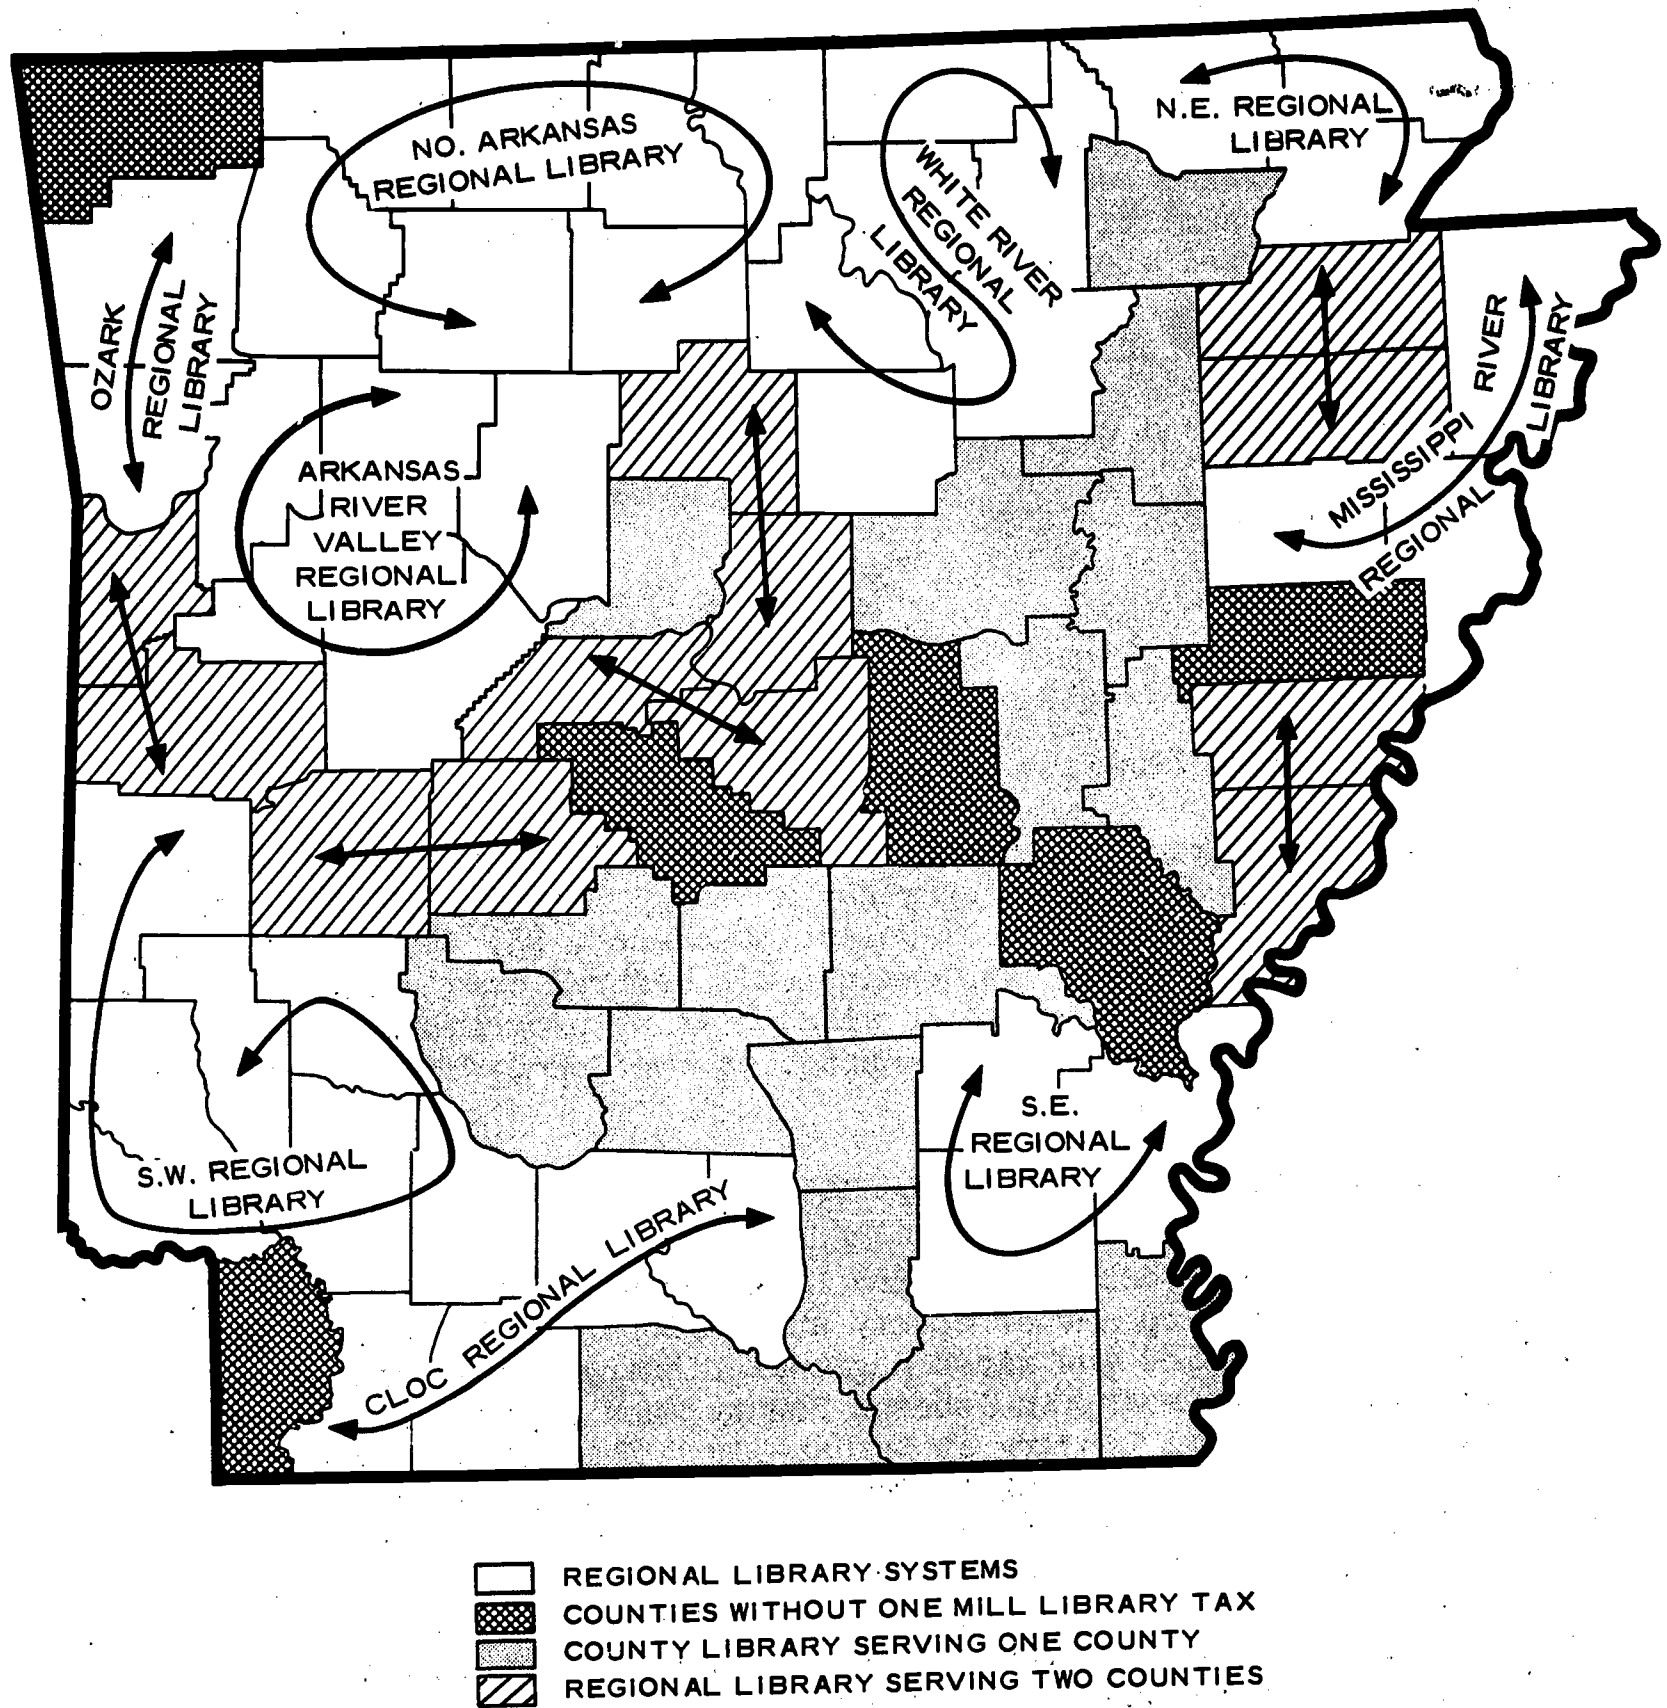 NO. ARKANSAS
REGIONAL LIBRARY
WHITE RIVER
REGIONAL
LIBRARY
N.E. REGIONAL
LIBRARY
OZARK
REGIONAL
LIBRARY
ARKANSAS
RIVER
VALLEY
REGIONAL
LIBRARY
MISSISSIPPI RIVER
REGIONAL LIBRARY
S.W. REGIONAL
LIBRARY
CLOC REGIONAL LIBRARY
S.E.
REGIONAL
LIBRARY
REGIONAL LIBRARY SYSTEMS
COUNTIES WITHOUT ONE MILL LIBRARY TAX
COUNTY LIBRARY SERVING ONE COUNTY
REGIONAL LIBRARY SERVING TWO COUNTIES